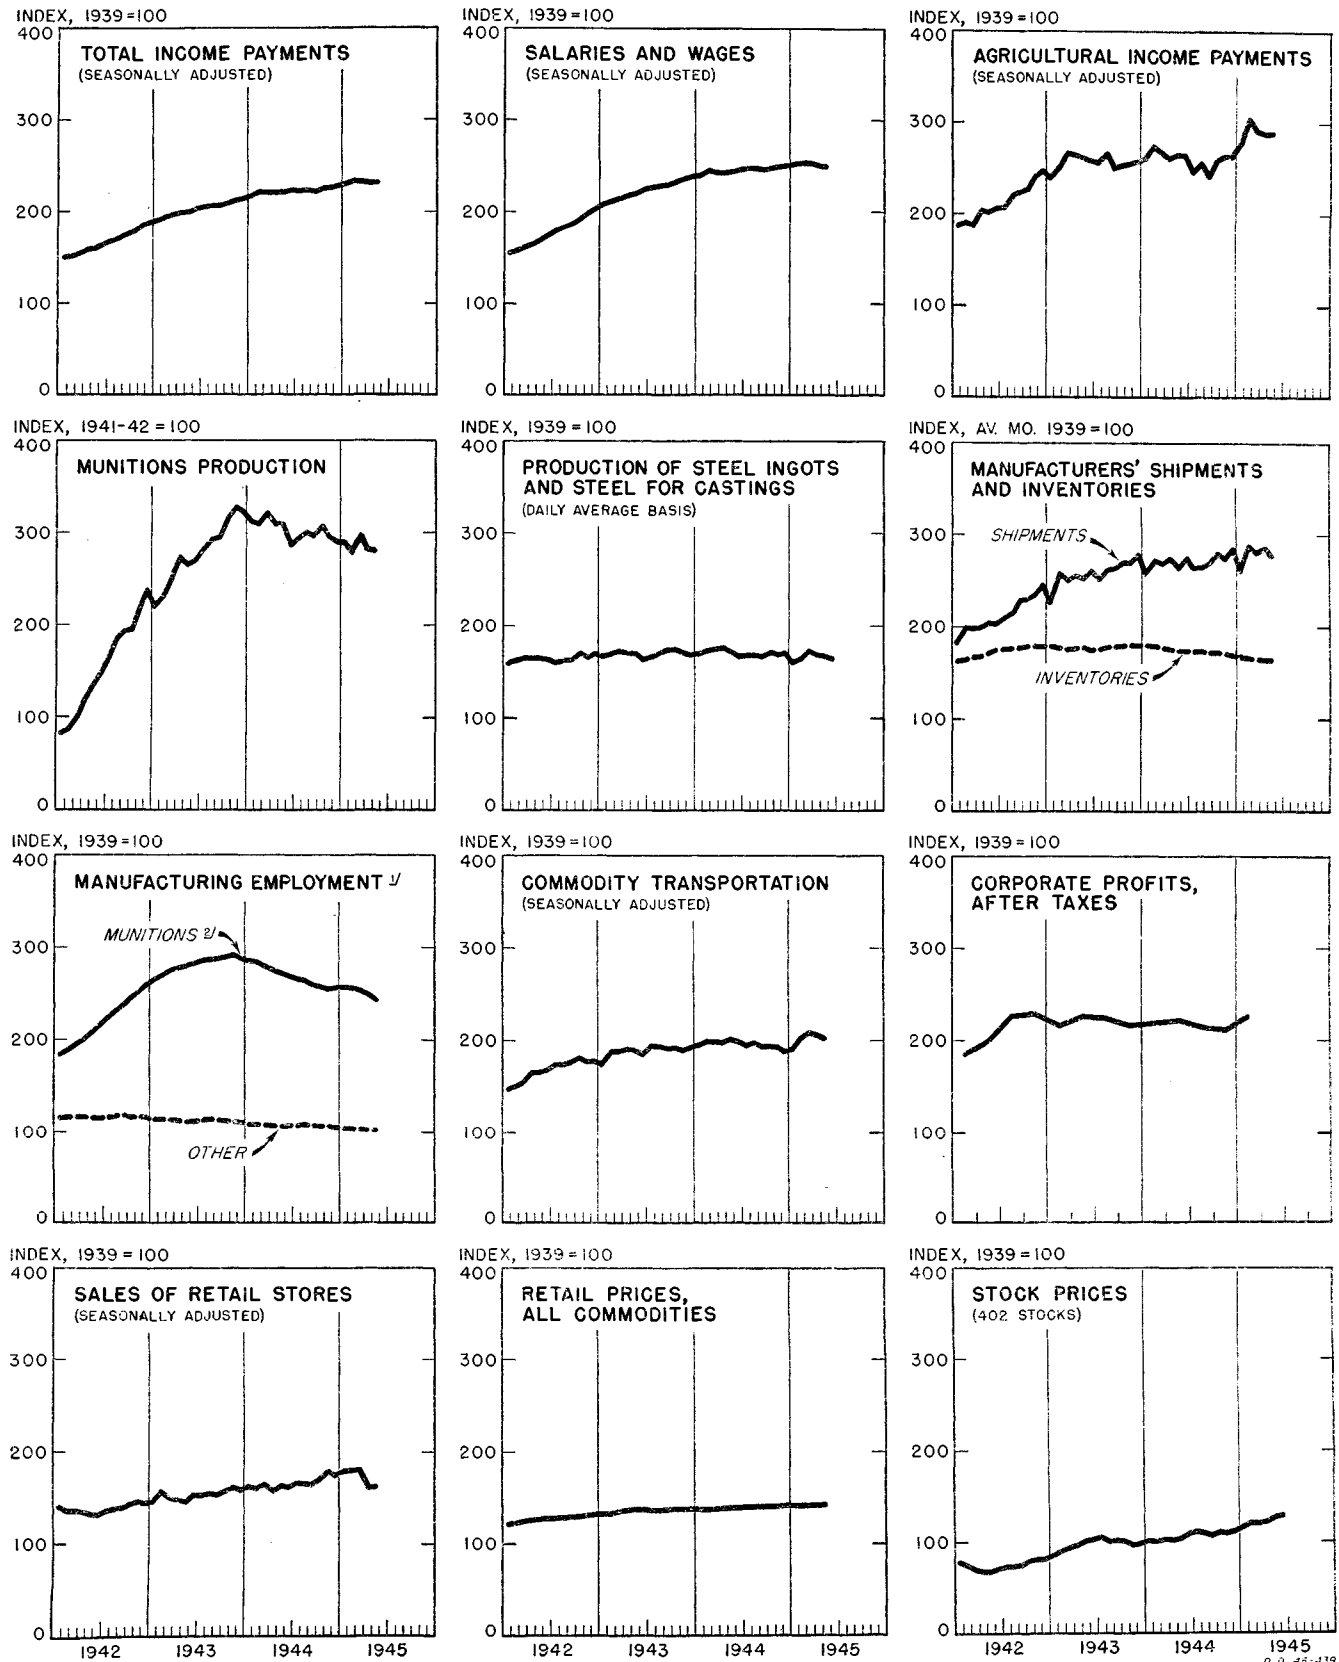 INDEX, 1939=100
400
300
200
100
0
TOTAL INCOME PAYMENTS
(SEASONALLY ADJUSTED)
INDEX, 1939=100
400
300
200
100
0
SALARIES AND WAGES
(SEASONALLY ADJUSTED)
INDEX, 1939=100
400
300
200
100
0
AGRICULTURAL INCOME PAYMENTS
(SEASONALLY ADJUSTED)
INDEX, 1941-42=100
400
300
200
100
0
MUNITIONS PRODUCTION
INDEX, 1939=100
400
300
200
100
0
PRODUCTION OF STEEL INGOTS
AND STEEL FOR CASTINGS
(DAILY AVERAGE BASIS)
INDEX, AV. MO. 1939=100
400
300
200
100
0
MANUFACTURERS' SHIPMENTS
AND INVENTORIES
SHIPMENTS
INVENTORIES
INDEX, 1939=100
400
300
200
100
0
MANUFACTURING EMPLOYMENT 1/
MUNITIONS 2/
OTHER
INDEX, 1939=100
400
300
200
100
0
COMMODITY TRANSPORTATION
(SEASONALLY ADJUSTED)
INDEX, 1939=100
400
300
200
100
0
CORPORATE PROFITS,
AFTER TAXES
INDEX, 1939=100
400
300
200
100
0
SALES OF RETAIL STORES
(SEASONALLY ADJUSTED)
1942 1943 1944 1945
INDEX, 1939=100
400
300
200
100
0
RETAIL PRICES,
ALL COMMODITIES
1942 1943 1944 1945
INDEX, 1939=100
400
300
200
100
0
STOCK PRICES
(402 STOCKS)
1942 1943 1944 1945